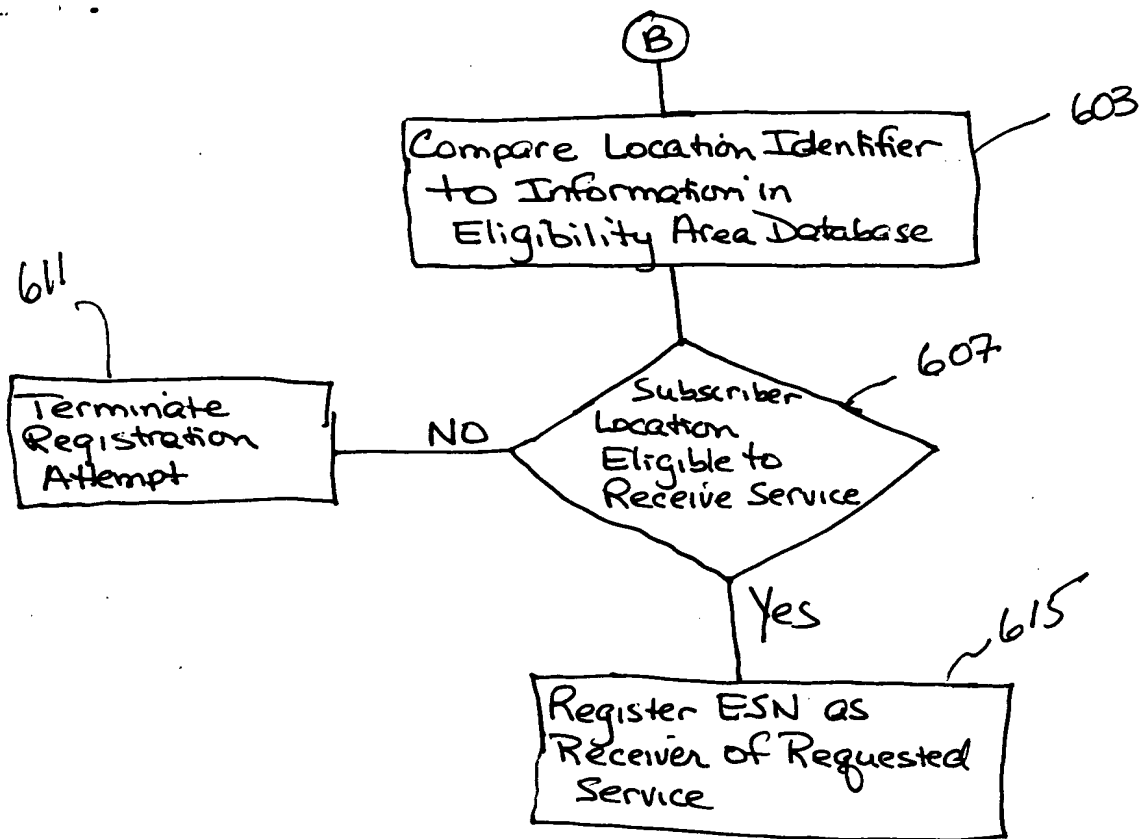 B
603
Compare Location Identifier
to Information in
Eligibility Area Database
611
607
Terminate
Registration
Attempt
NO
Subscriber
Location
Eligible to
Receive Service
Yes
615
Register ESN as
Receiver of Requested
Service